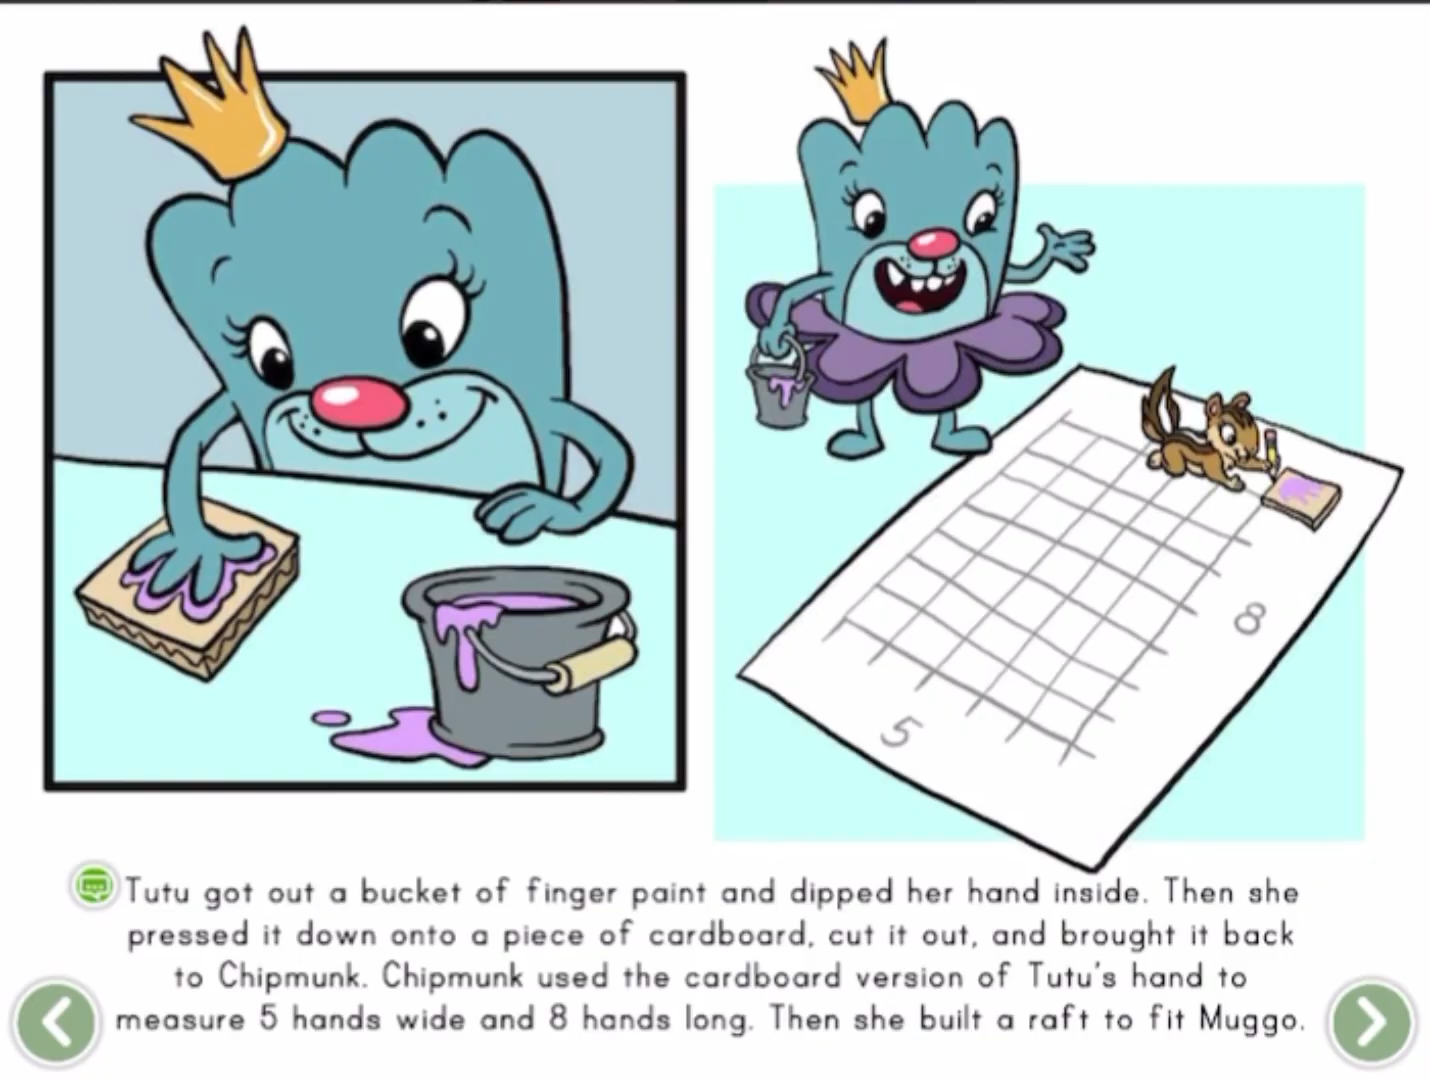 8
5
Tutu got out a bucket of finger paint and dipped her hand inside. Then she
pressed it down onto a piece of cardboard, cut it out, and brought it back
to Chipmunk. Chipmunk used the cardboard version of Tutu's hand to
measure 5 hands wide and 8 hands long. Then she built a raft to fit Muggo.